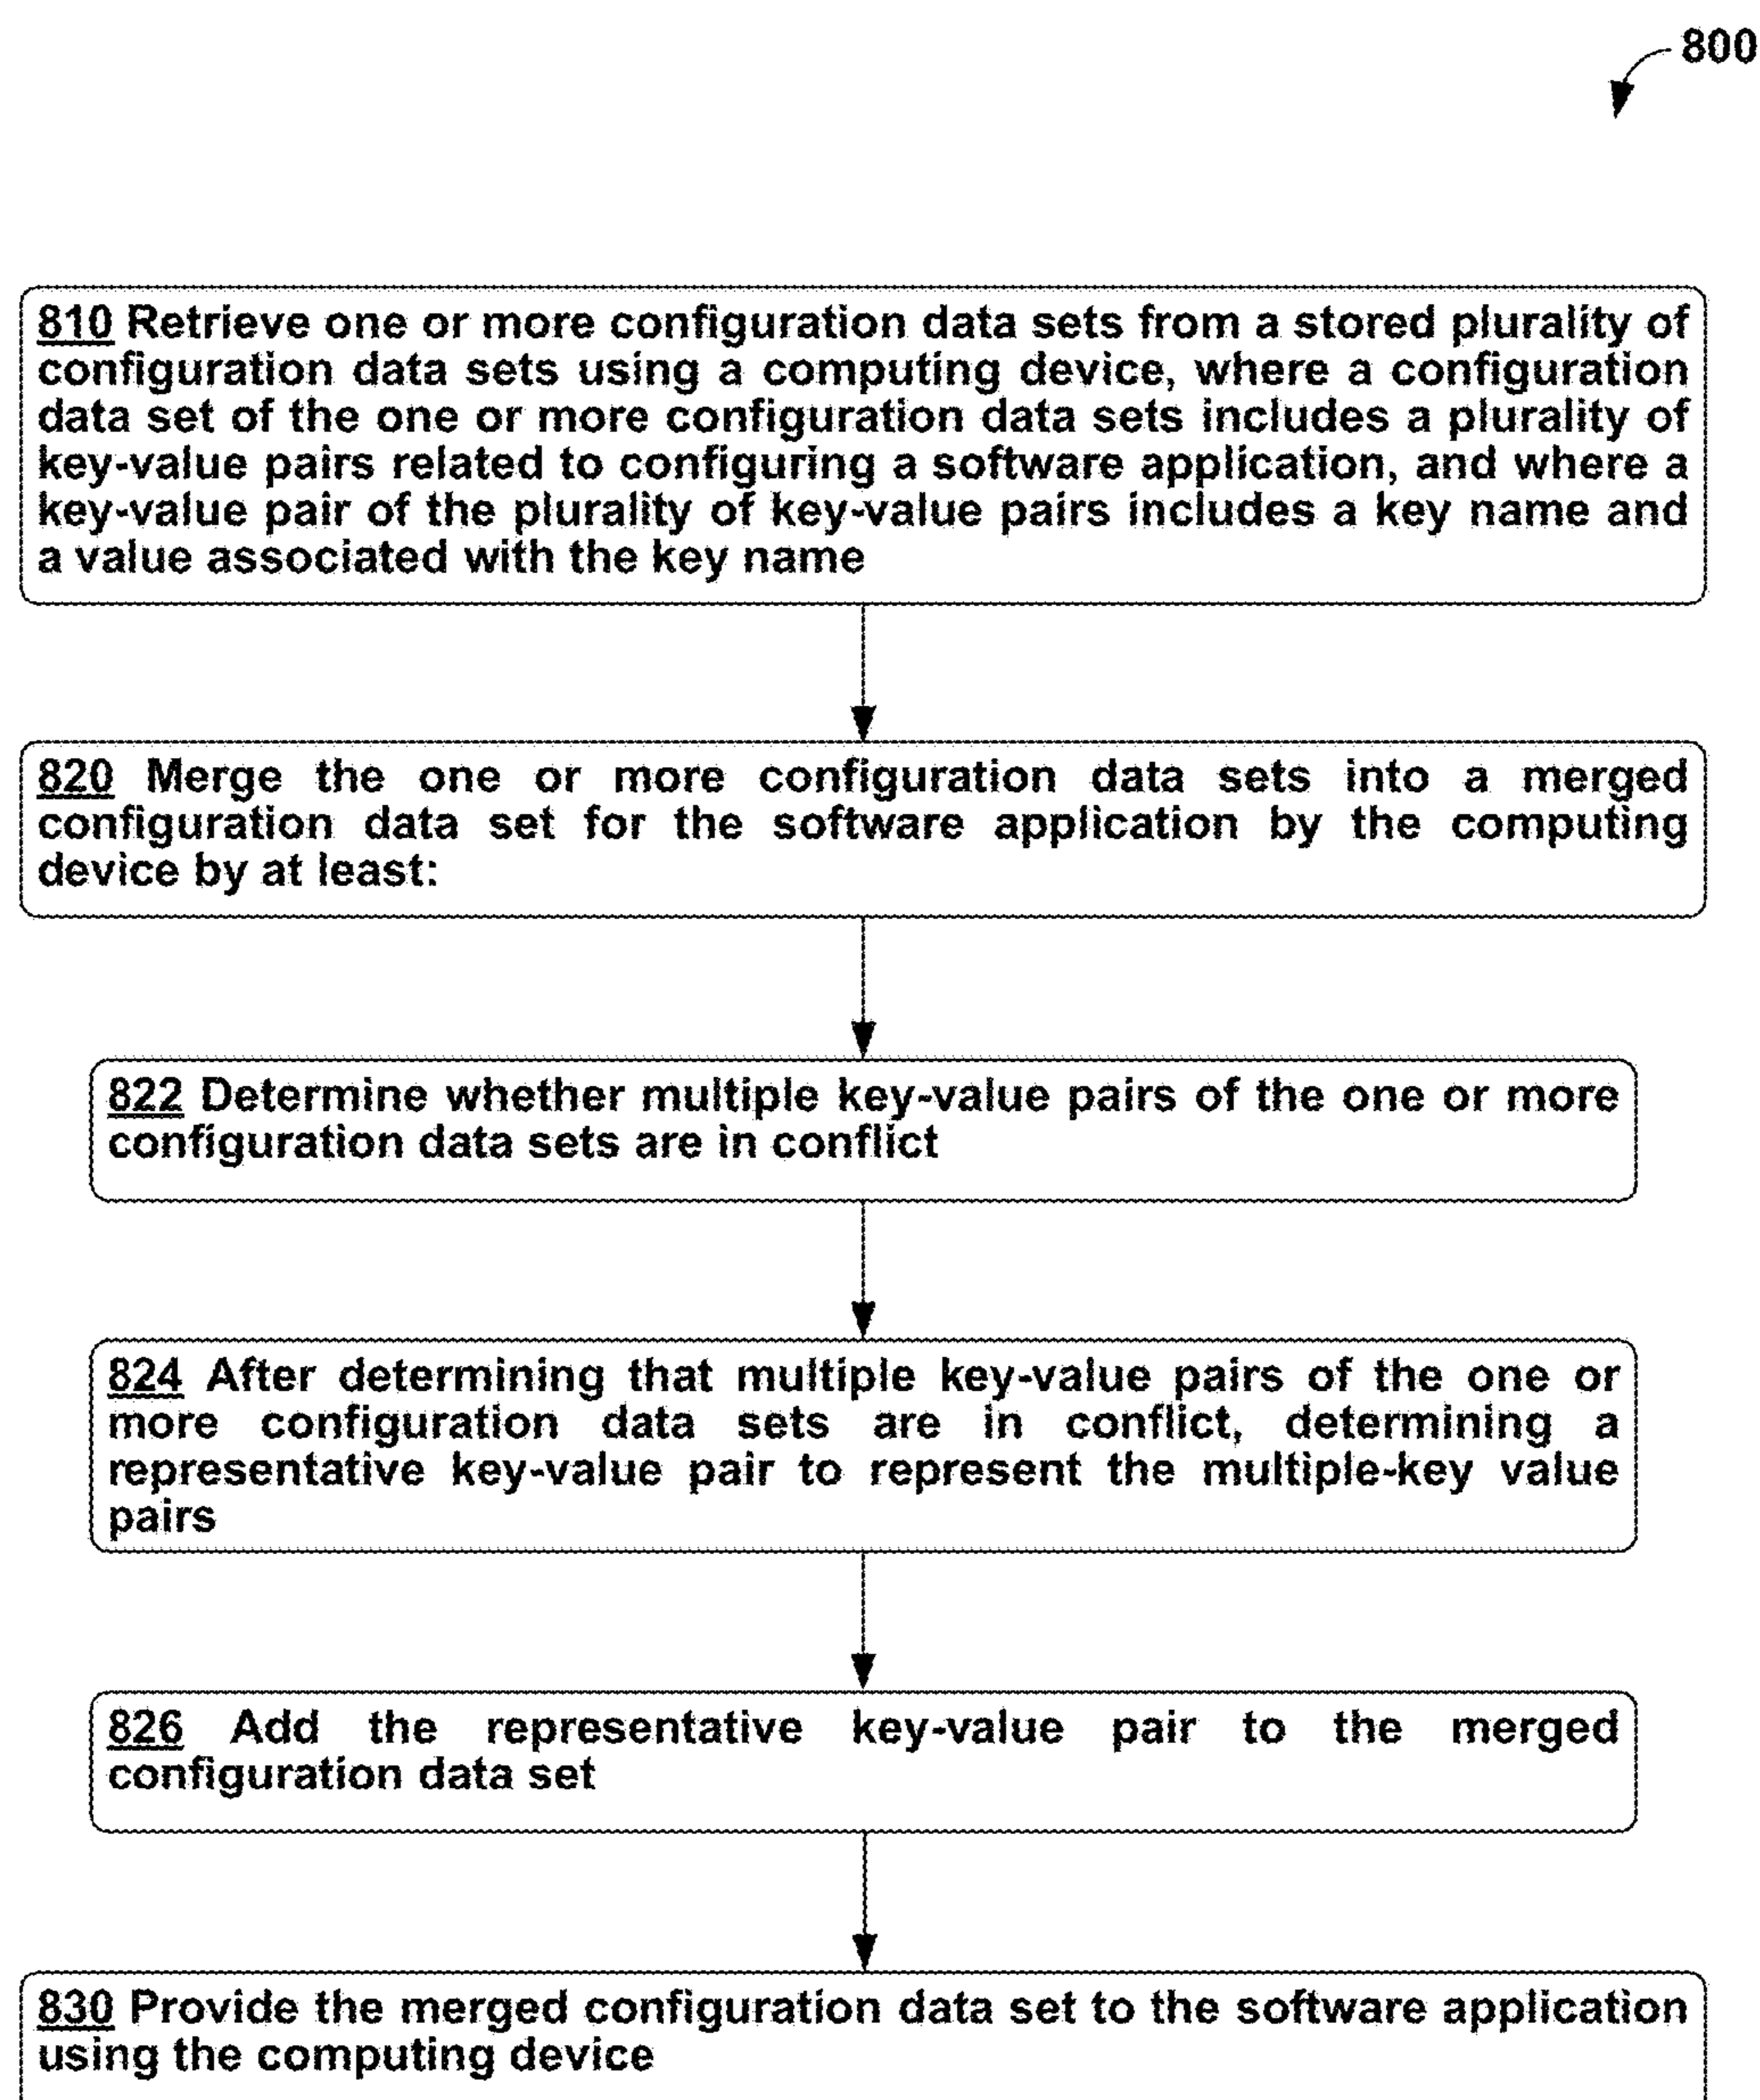 800
810 Retrieve one or more configuration data sets from a stored plurality of
configuration data sets using a computing device, where a configuration
data set of the one or more configuration data sets includes a plurality of
key-value pairs related to configuring a software application, and where a
key-value pair of the plurality of key-value pairs includes a key name and
a value associated with the key name
820 Merge the one or more configuration data sets into a merged
configuration data set for the software application by the computing
device by at least:
822 Determine whether multiple key-value pairs of the one or more
configuration data sets are in conflict
824 After determining that multiple key-value pairs of the one or
more configuration data sets are in conflict, determining a
representative key-value pair to represent the multiple-key value
pairs
826 Add the representative key-value pair to the merged
configuration data set
830 Provide the merged configuration data set to the software application
using the computing device